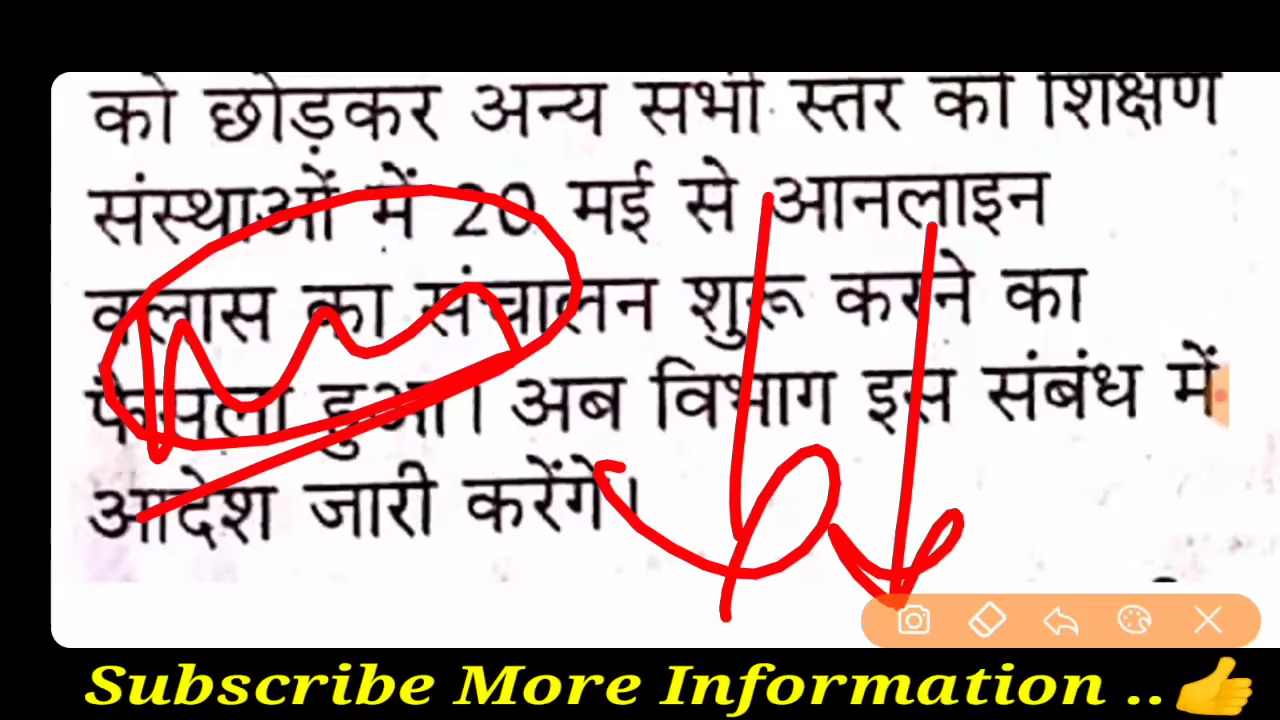 को छोड़कर अन्य सभी स्तर की शिक्षण
संस्थाओं में 20 मई से आनलाइन
क्लास का संचालन शुरू करने का
फैसला हुआ। अब विभाग इस संबंध में
आदेश जारी करेंगे।
Subscribe More Information ..